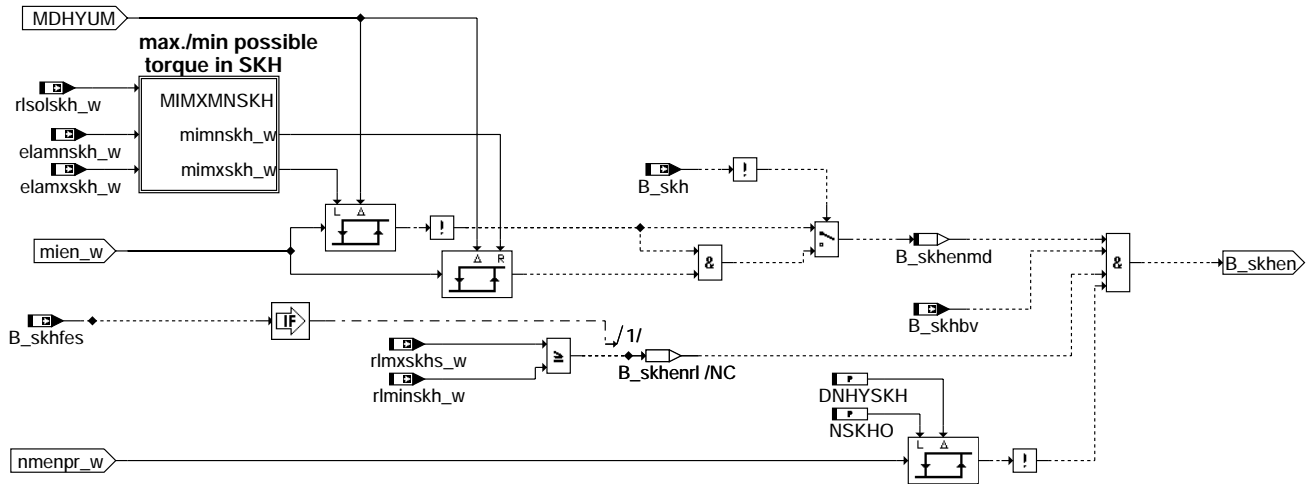 MDHYUM
max./min possible
torque in SKH
rlsolskh_w
MIMXMNSKH
elamnskh_w
mimnskh_w
elamxskh_w
mimxskh_w
B_skh
!
L Δ
!
mien_w
Δ R
&
B_skhenmd
&
B_skhen
B_skhbv
B_skhfes
IF
/1/
rlmxskhs_w
≥
rlminskh_w
B_skhenrl /NC
P
DNHYSKH
P
NSKHO
L Δ
nmenpr_w
!